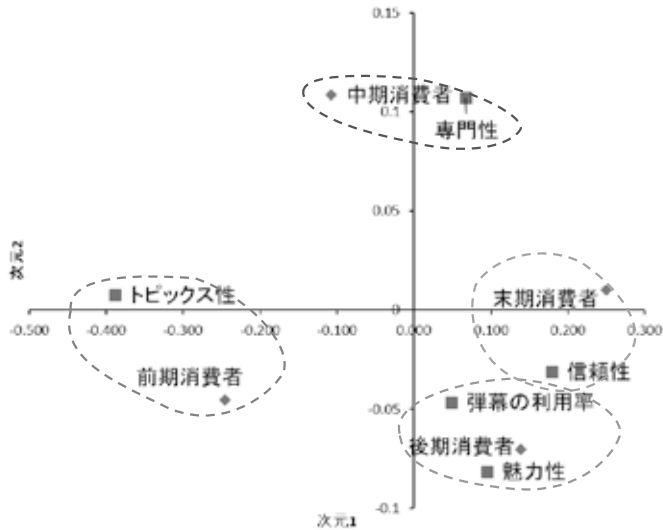 0.15
中期消費者
0.1
専門性
0.05
次元2
トピックス性
末期消費者
0
-0.500
-0.400
-0.300
-0.200
-0.100
0.000
0.100
0.200
0.300
前期消費者
信頼性
弾幕の利用率
-0.05
後期消費者
魅力性
-0.1
次元1